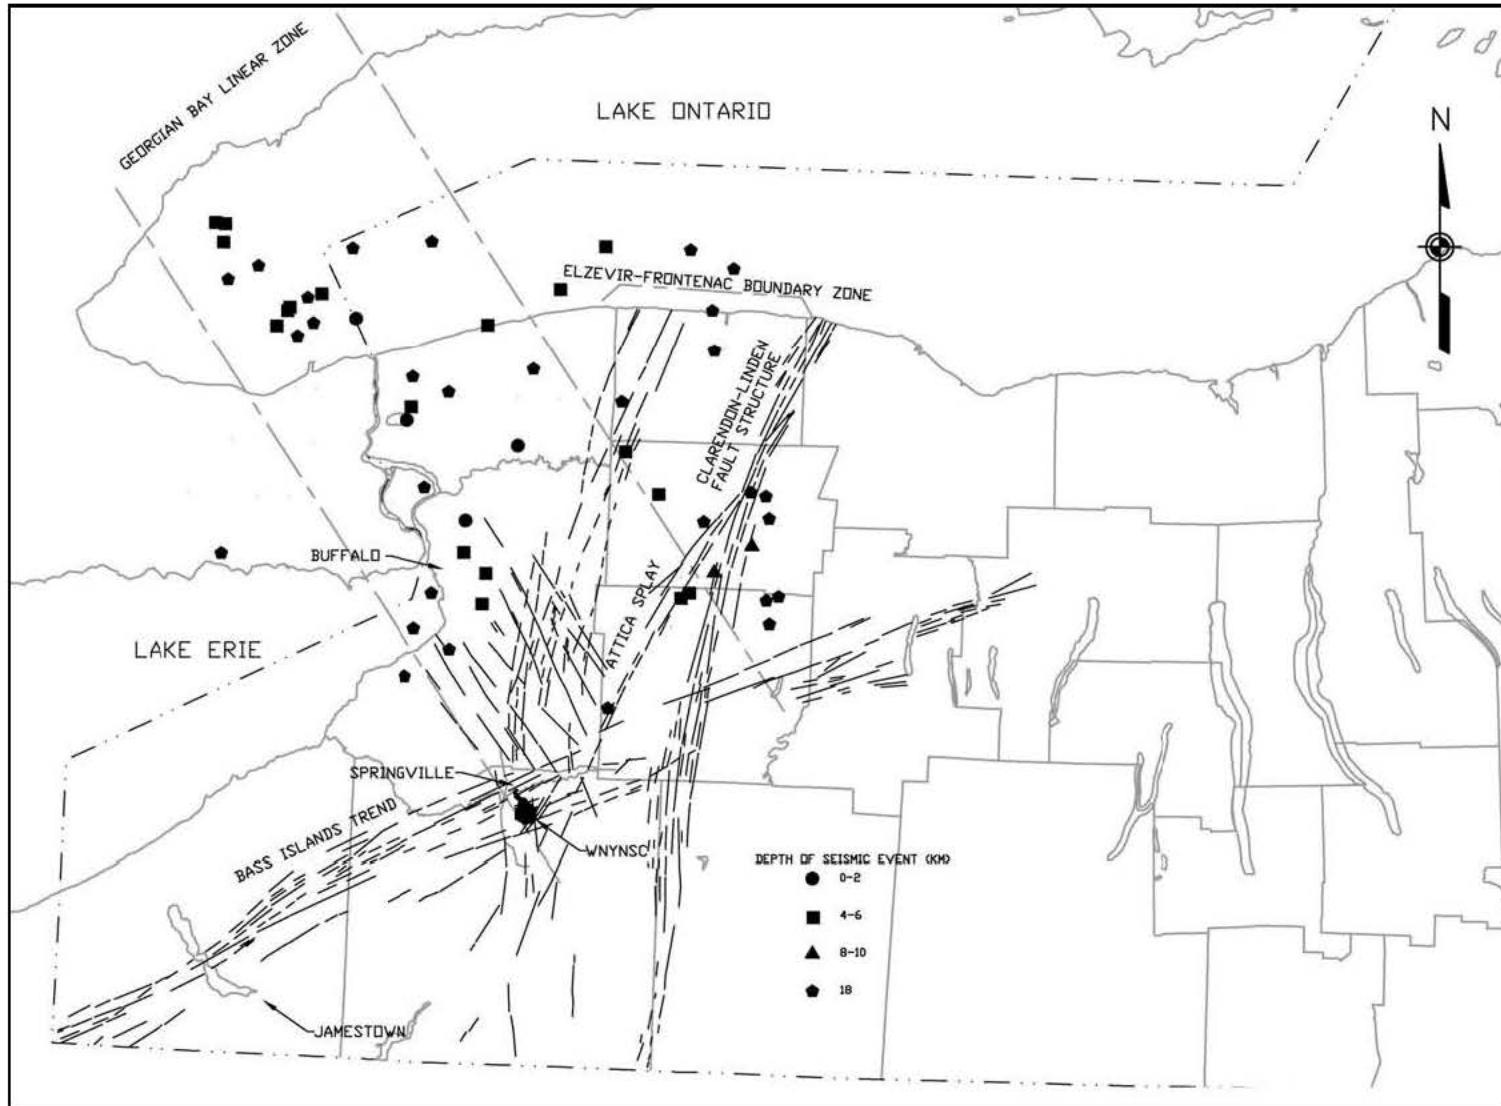 GEORGIAN BAY LINEAR ZONE
LAKE ONTARIO
N
ELZEVIR-FRONTENAC BOUNDARY ZONE
CLARENDON-LINDEN
FAULT STRUCTURE
BUFFALO
ATTICA SPLAY
LAKE ERIE
SPRINGVILLE
BASS ISLANDS TREND
WNYNSC
JAMESTOWN
DEPTH OF SEISMIC EVENT (KM)
0-2
4-6
8-10
18